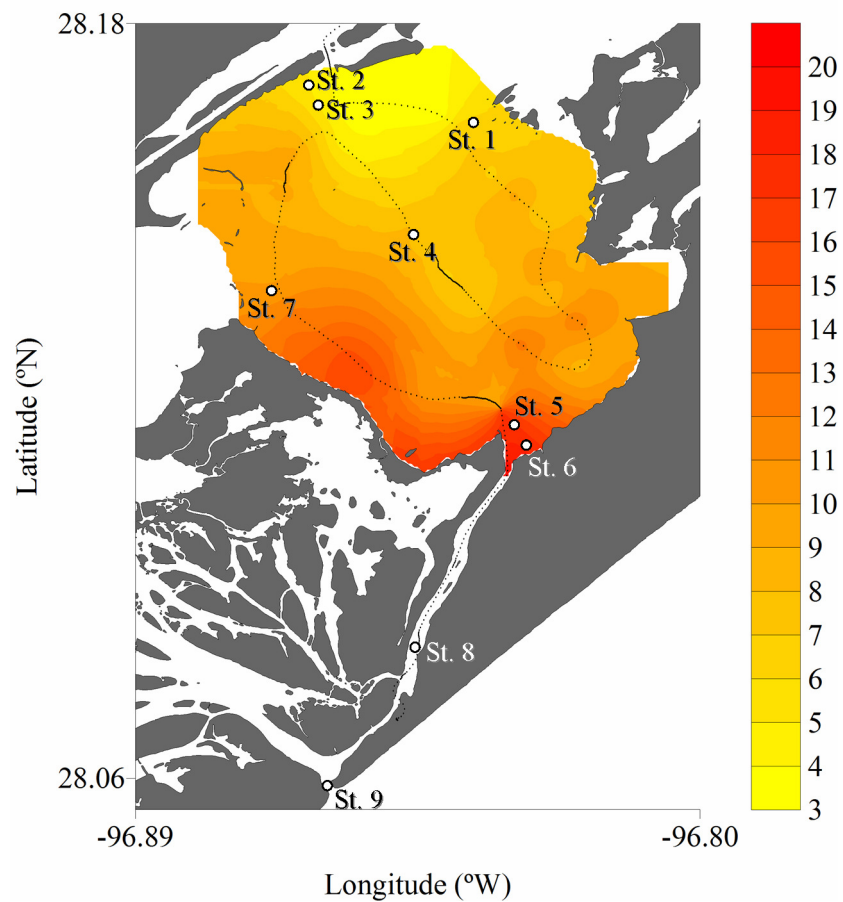 28.18
20
St. 2
St. 3
19
St. 1
18
17
St. 4
16
15
St. 7
14
13
Latitude (ºN)
St. 5
12
St. 6
11
10
9
8
St. 8
7
6
5
28.06
4
St. 9
3
-96.89
-96.80
Longitude (ºW)